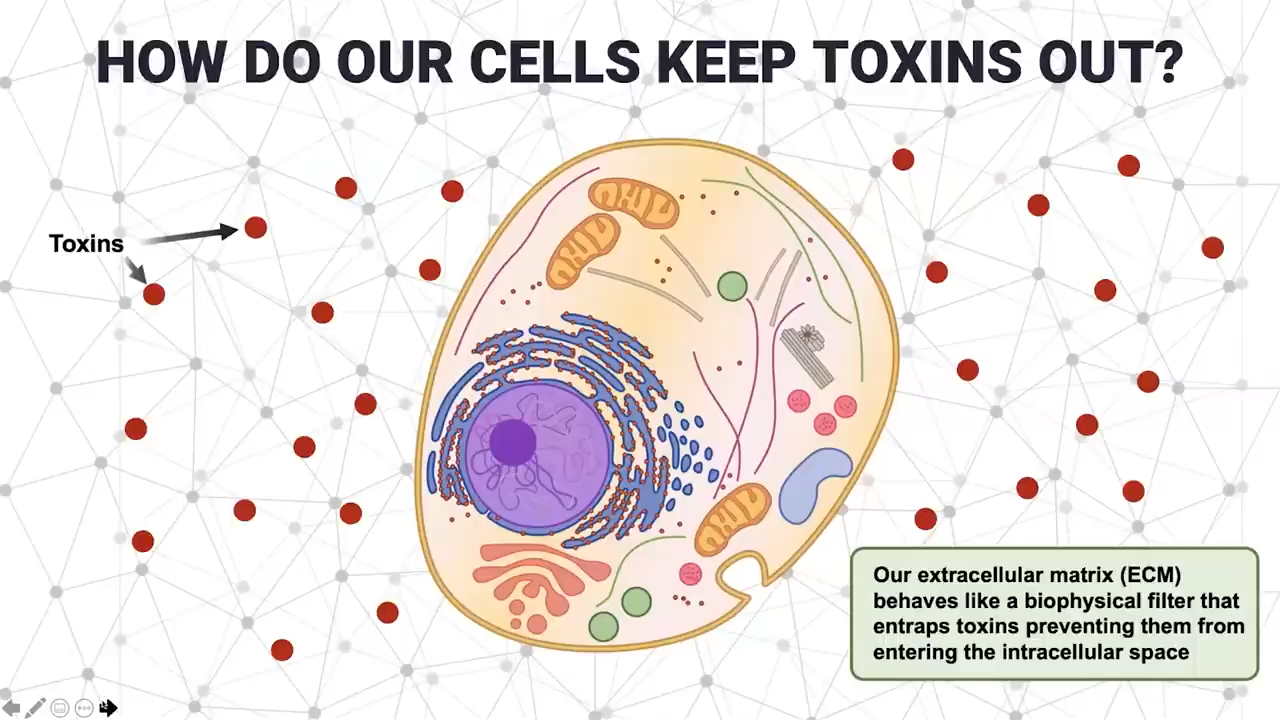 HOW DO OUR CELLS KEEP TOXINS OUT?
Toxins
Our extracellular matrix (ECM)
behaves like a biophysical filter that
entraps toxins preventing them from
entering the intracellular space